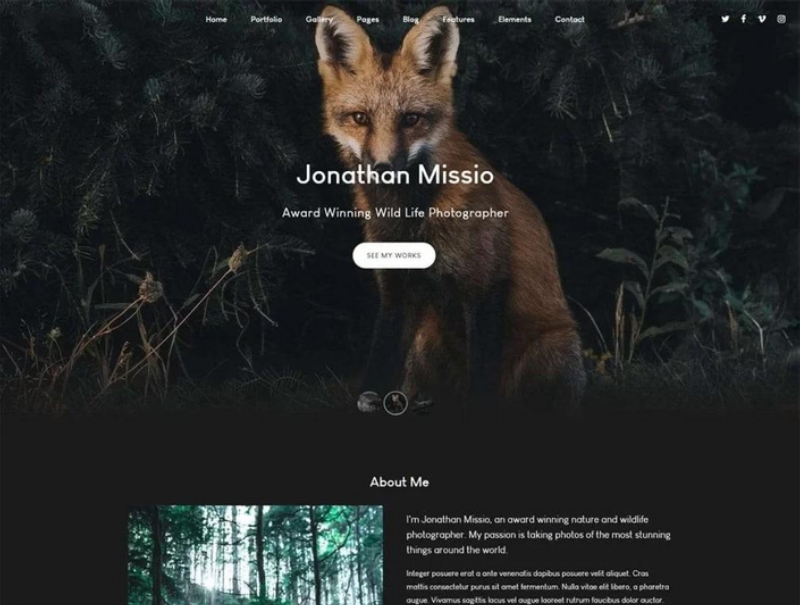 Home Portfolio Gallery Pages Blog Features Elements Contact
Jonathan Missio
Award Winning Wild Life Photographer
SEE MY WORKS
About Me
I'm Jonathan Missio, an award winning nature and wildlife
photographer. My passion is taking photos of the most stunning
things around the world.
Integer posuere erat a ante venenatis dapibus posuere velit aliquet. Cras
mattis consectetur purus sit amet fermentum. Nulla vitae elit libero, a pharetra
augue. Vivamus sagittis lacus vel augue laoreet rutrum faucibus dolor auctor.